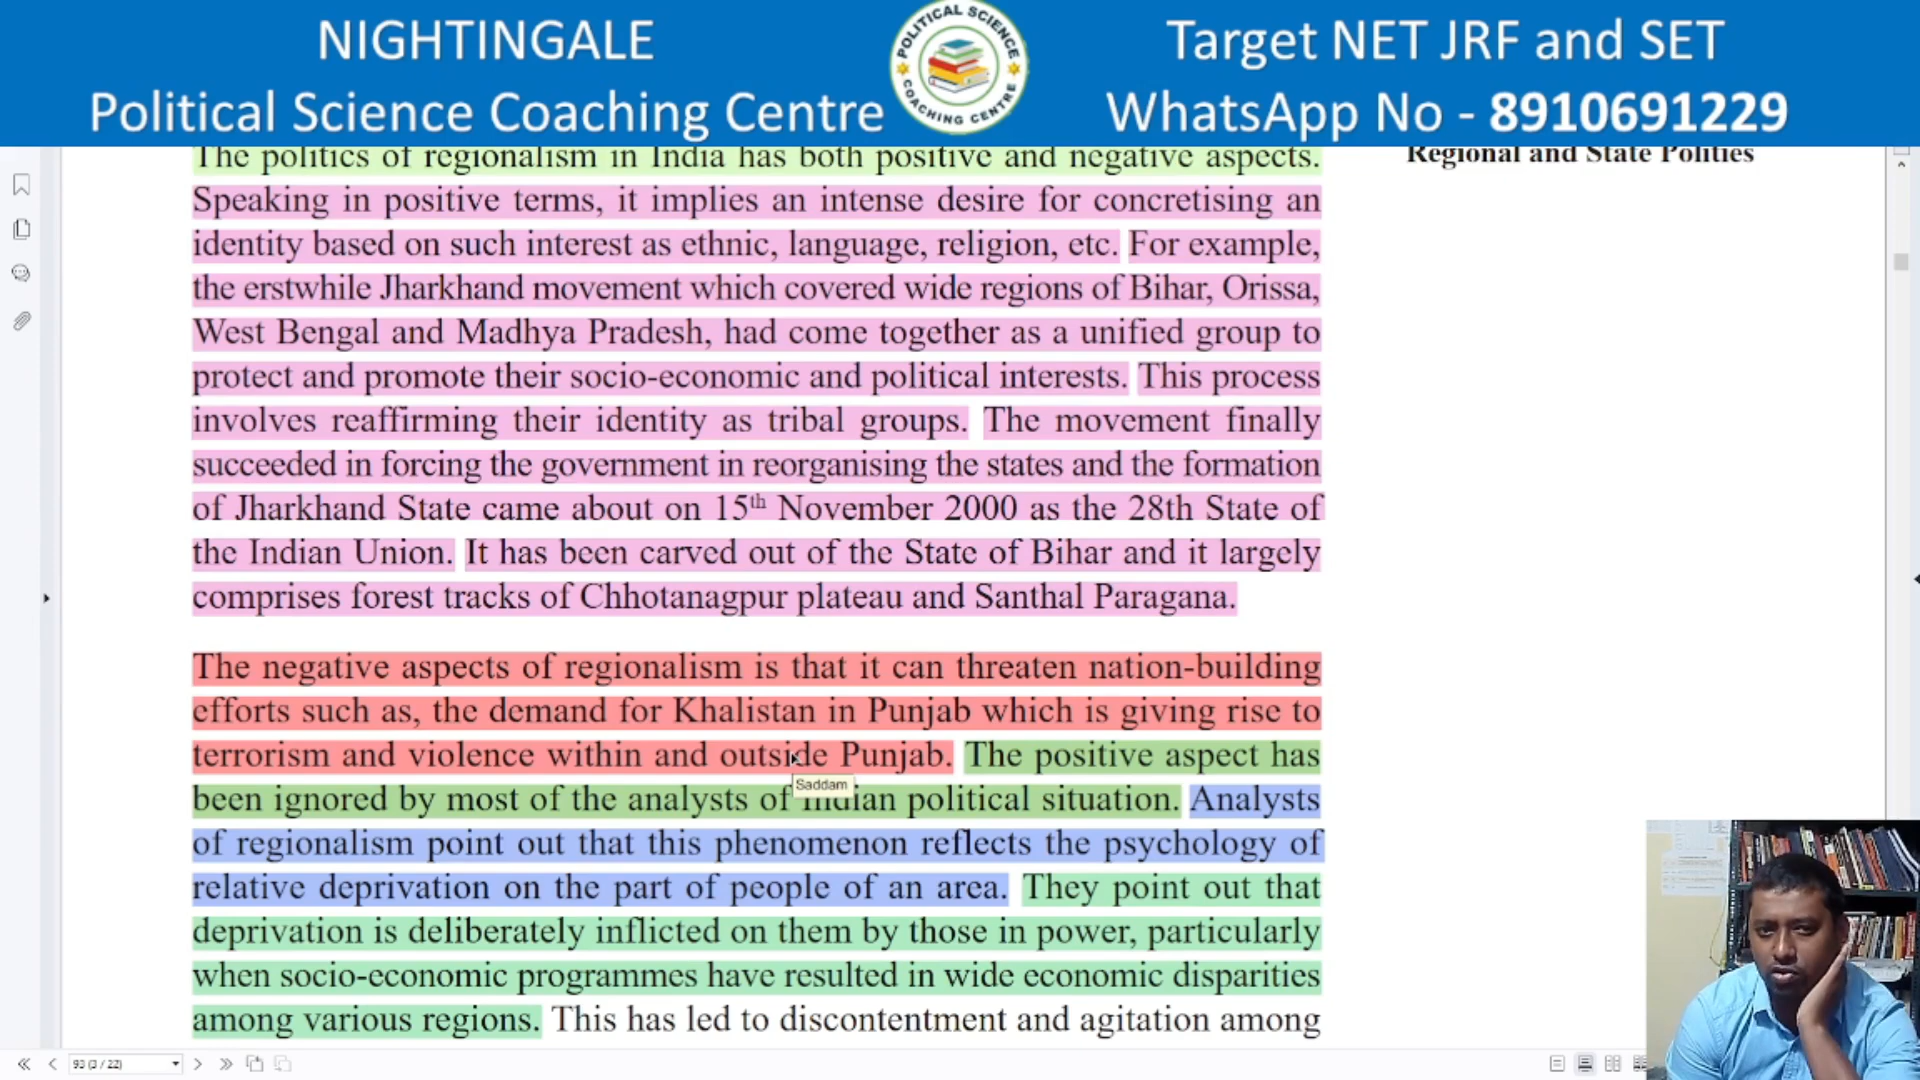 NIGHTINGALE
Political Science Coaching Centre
POLITICAL SCIENCE
COACHING CENTRE
Target NET JRF and SET
WhatsApp No - 8910691229
The politics of regionalism in India has both positive and negative aspects.
Regional and State Polities
Speaking in positive terms, it implies an intense desire for concretising an
identity based on such interest as ethnic, language, religion, etc. For example,
the erstwhile Jharkhand movement which covered wide regions of Bihar, Orissa,
West Bengal and Madhya Pradesh, had come together as a unified group to
protect and promote their socio-economic and political interests. This process
involves reaffirming their identity as tribal groups. The movement finally
succeeded in forcing the government in reorganising the states and the formation
of Jharkhand State came about on 15th November 2000 as the 28th State of
the Indian Union. It has been carved out of the State of Bihar and it largely
comprises forest tracks of Chhotanagpur plateau and Santhal Paragana.
The negative aspects of regionalism is that it can threaten nation-building
efforts such as, the demand for Khalistan in Punjab which is giving rise to
terrorism and violence within and outside Punjab. The positive aspect has
Saddam
been ignored by most of the analysts of Indian political situation. Analysts
of regionalism point out that this phenomenon reflects the psychology of
relative deprivation on the part of people of an area. They point out that
deprivation is deliberately inflicted on them by those in power, particularly
when socio-economic programmes have resulted in wide economic disparities
among various regions. This has led to discontentment and agitation among
93 (3 / 22)